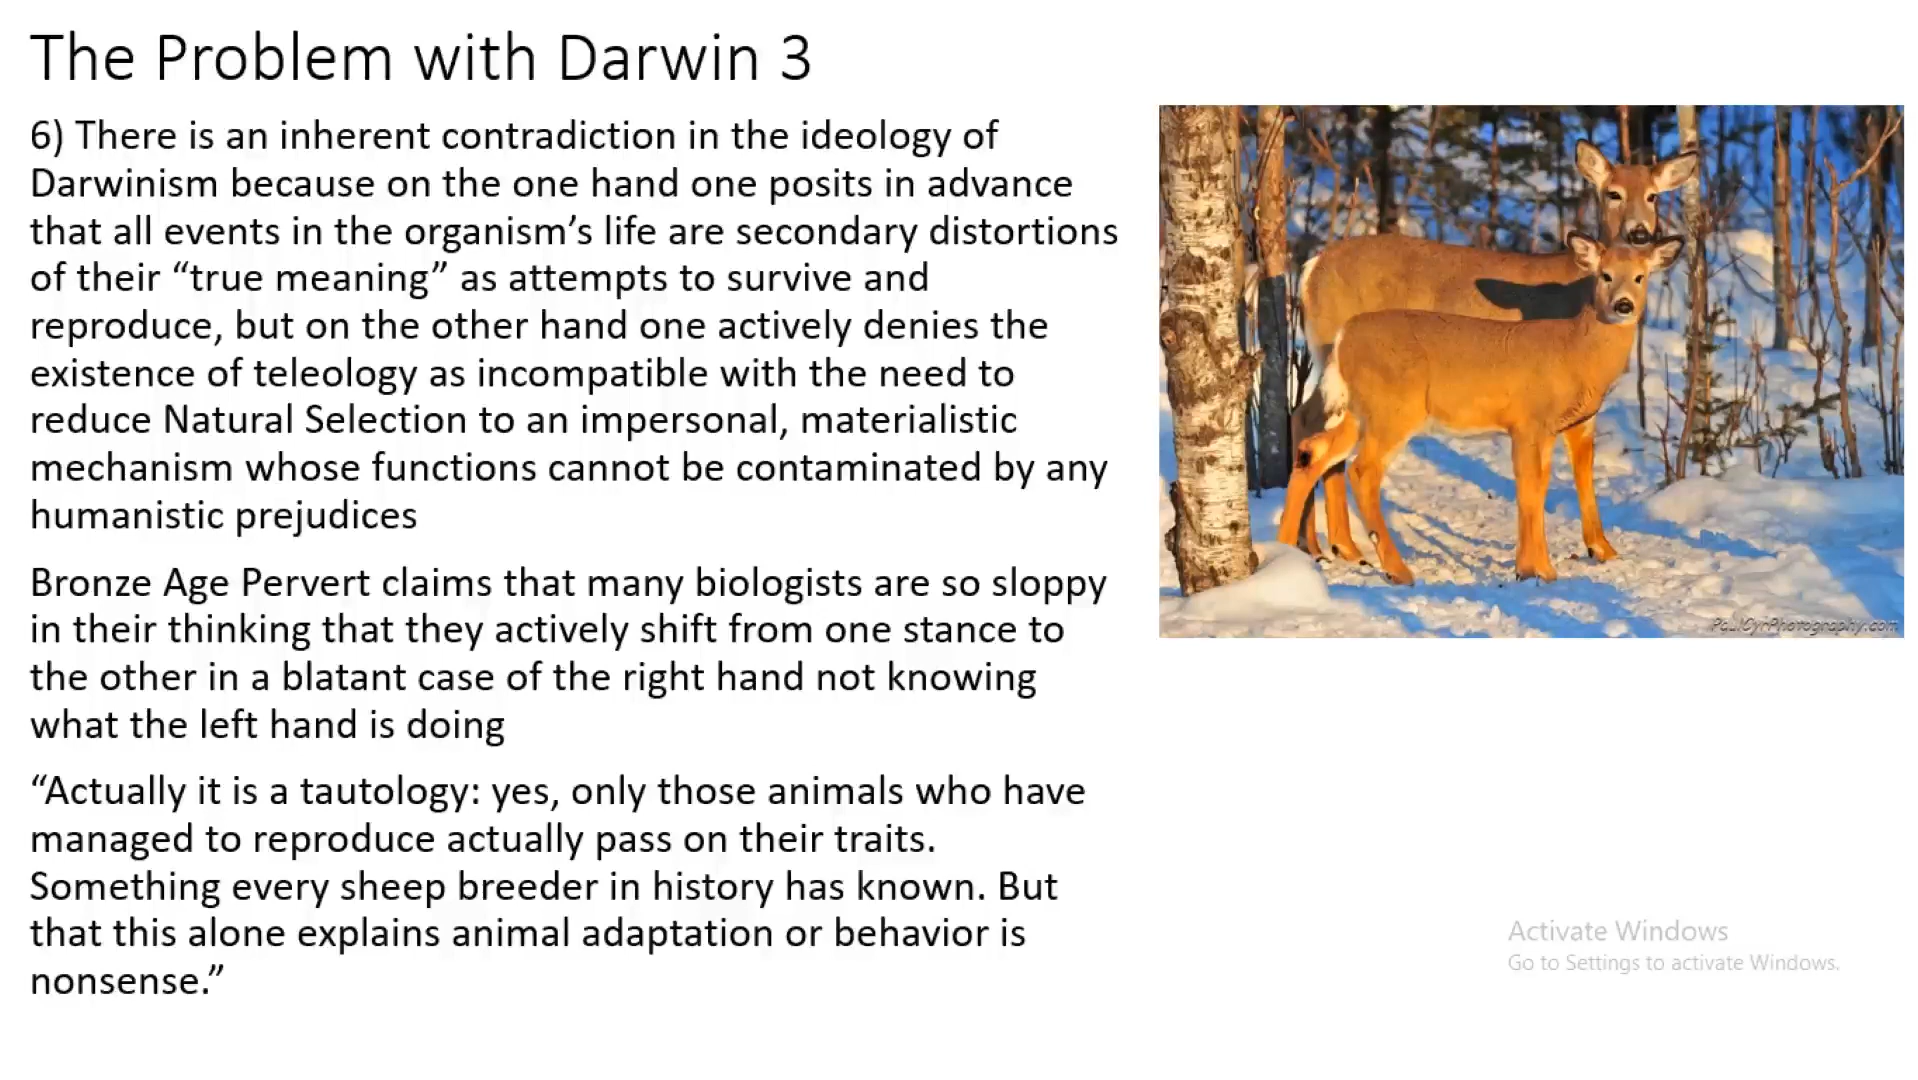 The Problem with Darwin 3
6) There is an inherent contradiction in the ideology of
Darwinism because on the one hand one posits in advance
that all events in the organism’s life are secondary distortions
of their “true meaning” as attempts to survive and
reproduce, but on the other hand one actively denies the
existence of teleology as incompatible with the need to
reduce Natural Selection to an impersonal, materialistic
mechanism whose functions cannot be contaminated by any
humanistic prejudices
Bronze Age Pervert claims that many biologists are so sloppy
in their thinking that they actively shift from one stance to
the other in a blatant case of the right hand not knowing
what the left hand is doing
“Actually it is a tautology: yes, only those animals who have
managed to reproduce actually pass on their traits.
Something every sheep breeder in history has known. But
that this alone explains animal adaptation or behavior is
nonsense.”
PaulCyrPhotography.com
Activate Windows
Go to Settings to activate Windows.